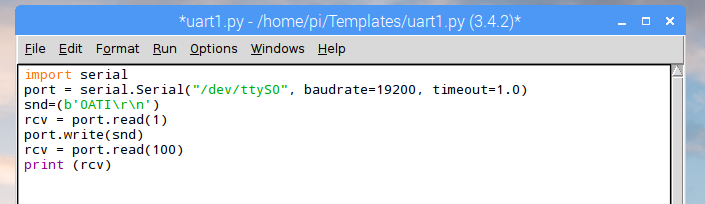 *uart1.py - /home/pi/Templates/uart1.py (3.4.2)*
File Edit Format Run Options Windows Help
import serial
port = serial.Serial("/dev/ttyS0", baudrate=19200, timeout=1.0)
snd=(b'0ATI\r\n')
rcv = port.read(1)
port.write(snd)
rcv = port.read(100)
print (rcv)